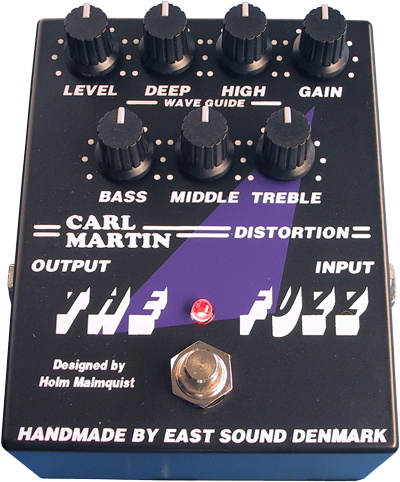 LEVEL DEEP HIGH GAIN
WAVE GUIDE
BASS MIDDLE TREBLE
CARL
MARTIN
DISTORTION
OUTPUT INPUT
THE FUZZ
Designed by
Holm Malmquist
HANDMADE BY EAST SOUND DENMARK